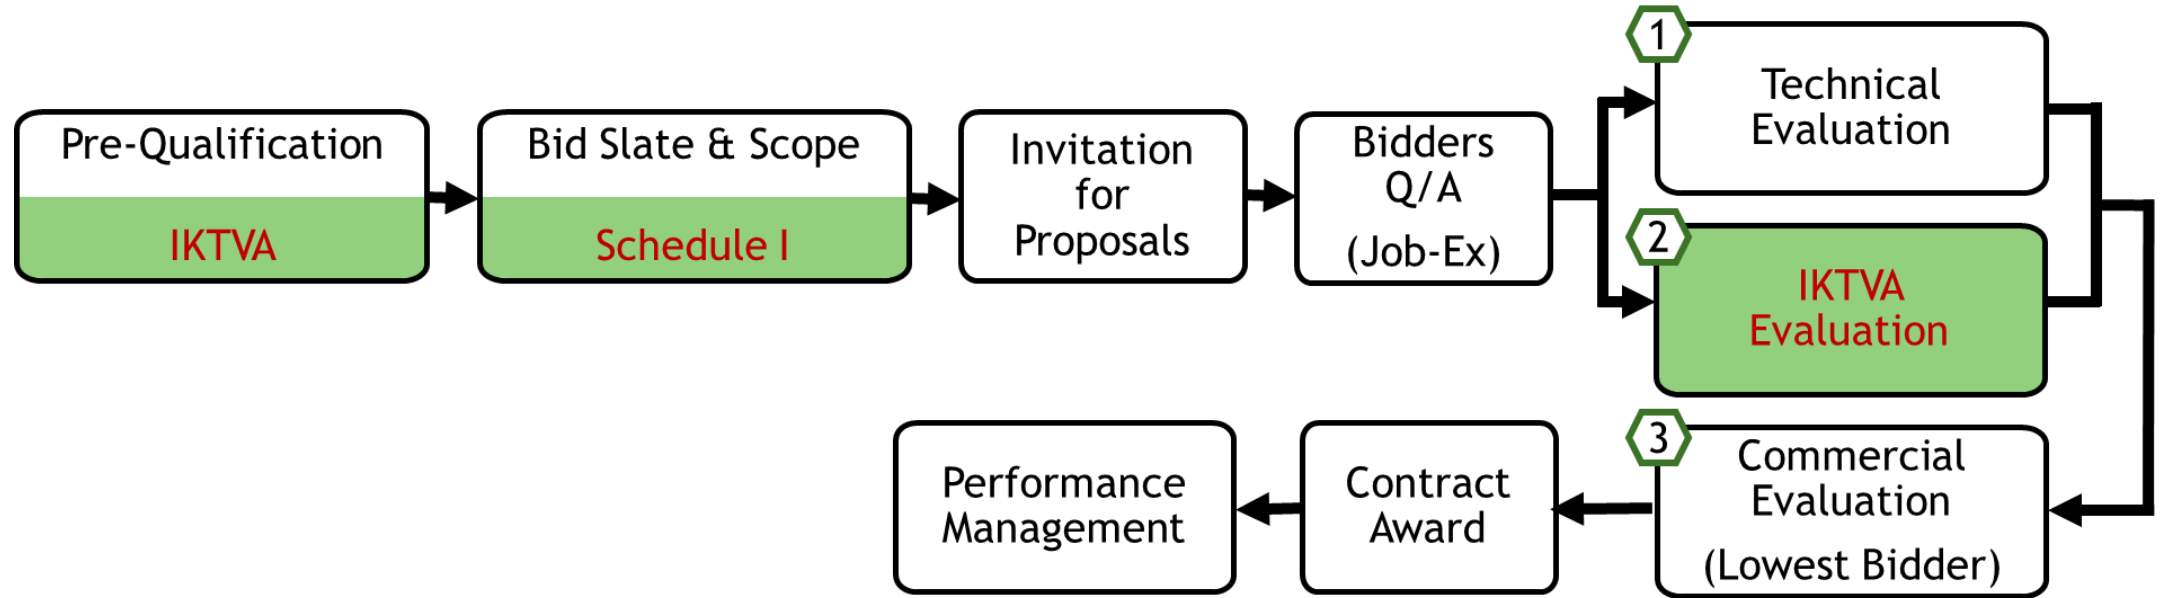 Pre-Qualification
IKTVA
Bid Slate & Scope
Schedule I
Invitation
for
Proposals
Bidders
Q/A
(Job-Ex)
1
Technical
Evaluation
2
IKTVA
Evaluation
3
Commercial
Evaluation
(Lowest Bidder)
Contract
Award
Performance
Management